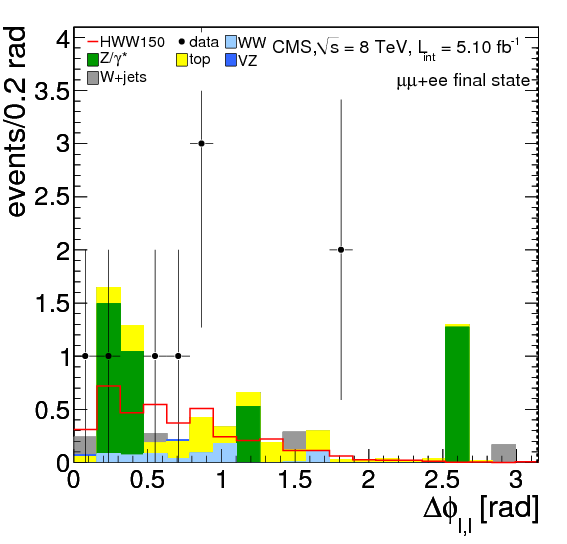 HWW150 data WW CMS,√s = 8 TeV, L_int = 5.10 fb⁻¹
Z/γ* top VZ
W+jets μμ+ee final state
events/0.2 rad
4
3.5
3
2.5
2
1.5
1
0.5
0
0 0.5 1 1.5 2 2.5 3
Δϕ_l,l [rad]